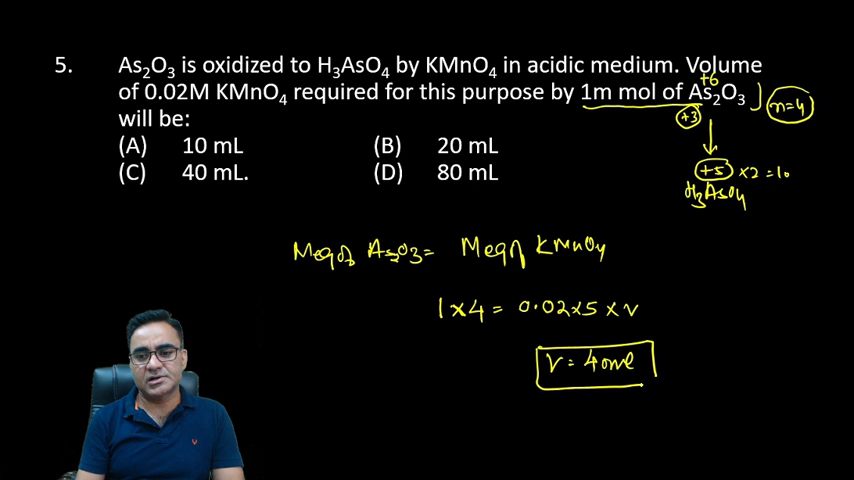 5. As₂O₃ is oxidized to H₃AsO₄ by KMnO₄ in acidic medium. Volume
+6
of 0.02M KMnO₄ required for this purpose by 1m mol of As₂O₃ n=4
+3
will be:
(A) 10 mL (B) 20 mL
(C) 40 mL. (D) 80 mL
+5 ×2 =10
H₃AsO₄
Meq of As₂O₃ = Meq of KMnO₄
1×4 = 0.02×5×v
V = 40ml